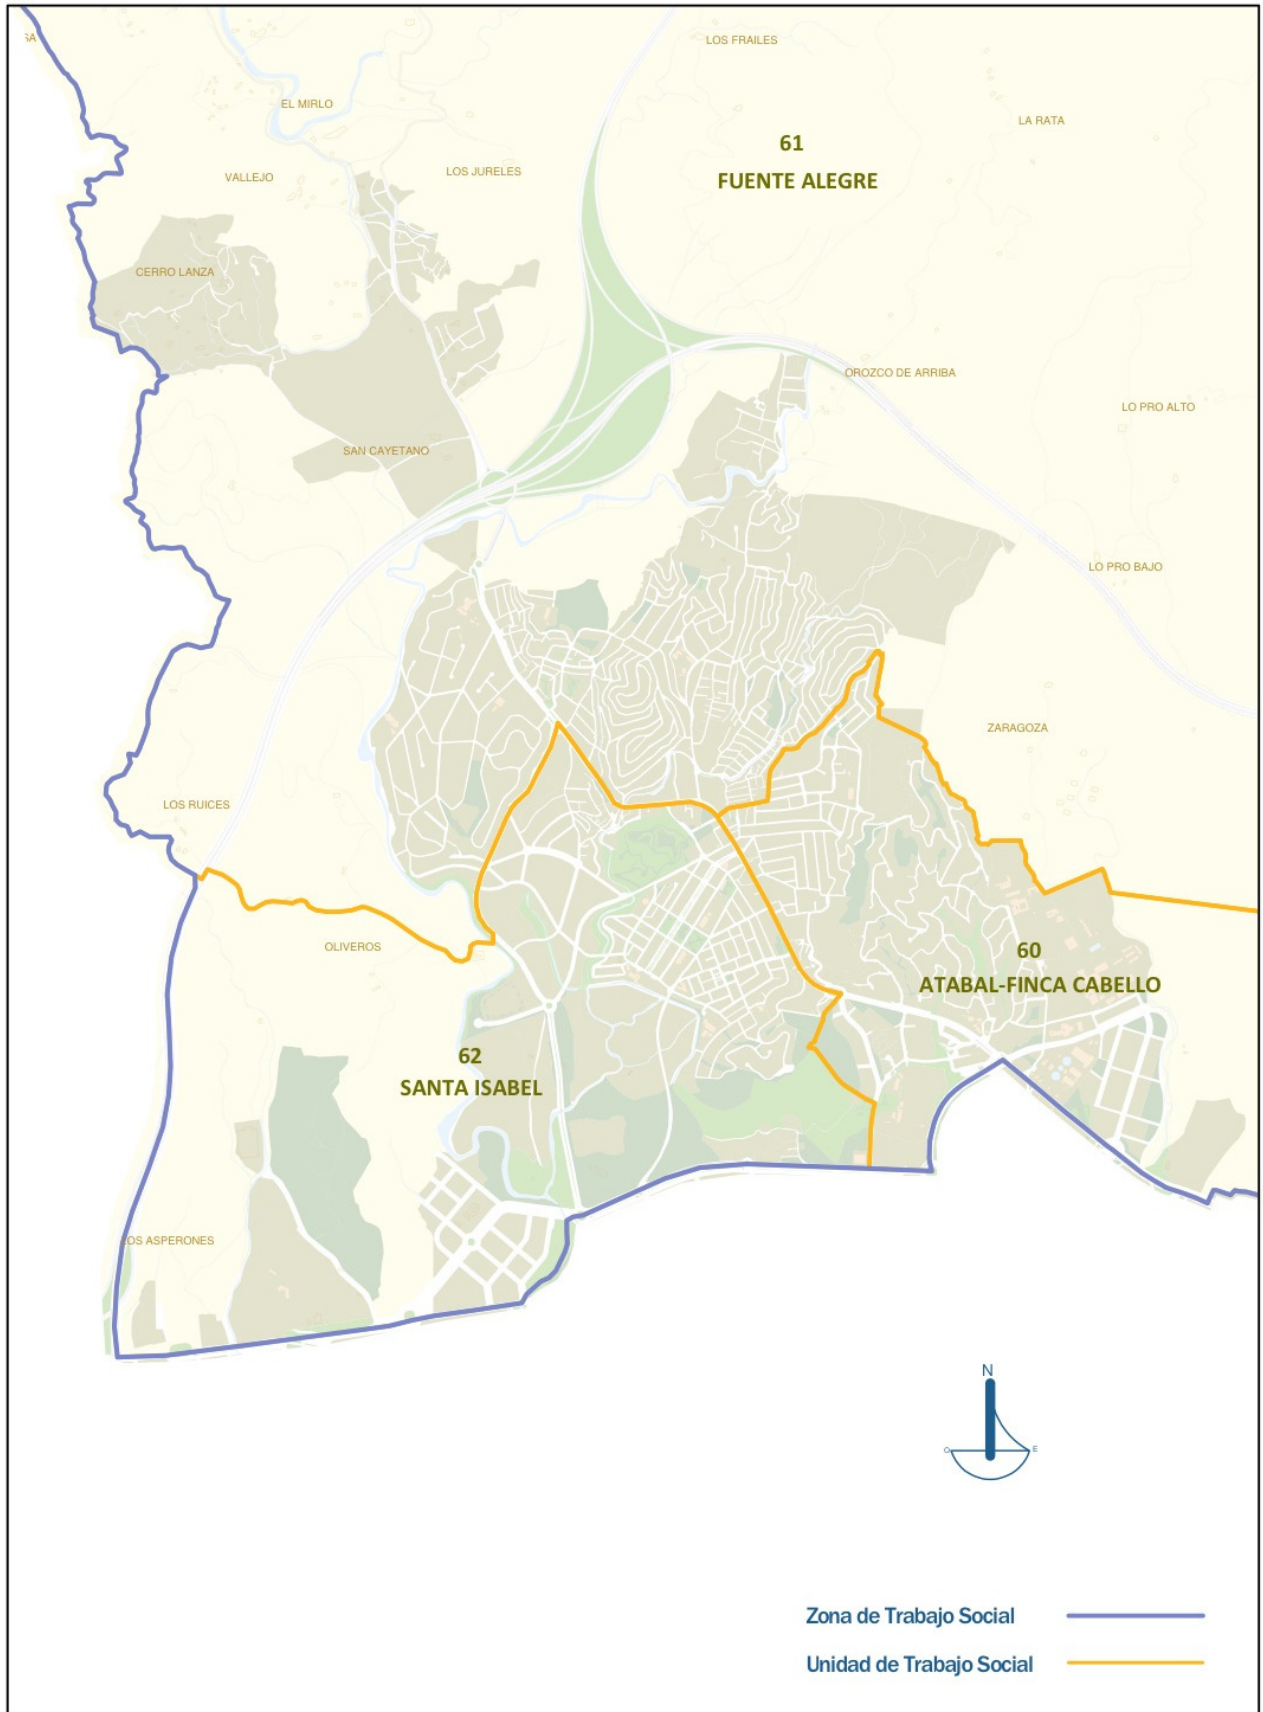 LOS FRAILES
EL MIRLO
LA RATA
61
FUENTE ALEGRE
VALLEJO
LOS JURELES
CERRO LANZA
OROZCO DE ARRIBA
LO PRO ALTO
SAN CAYETANO
LO PRO BAJO
ZARAGOZA
LOS RUICES
OLIVEROS
60
ATABAL-FINCA CABELLO
62
SANTA ISABEL
LOS ASPERONES
N
O
E
Zona de Trabajo Social
Unidad de Trabajo Social